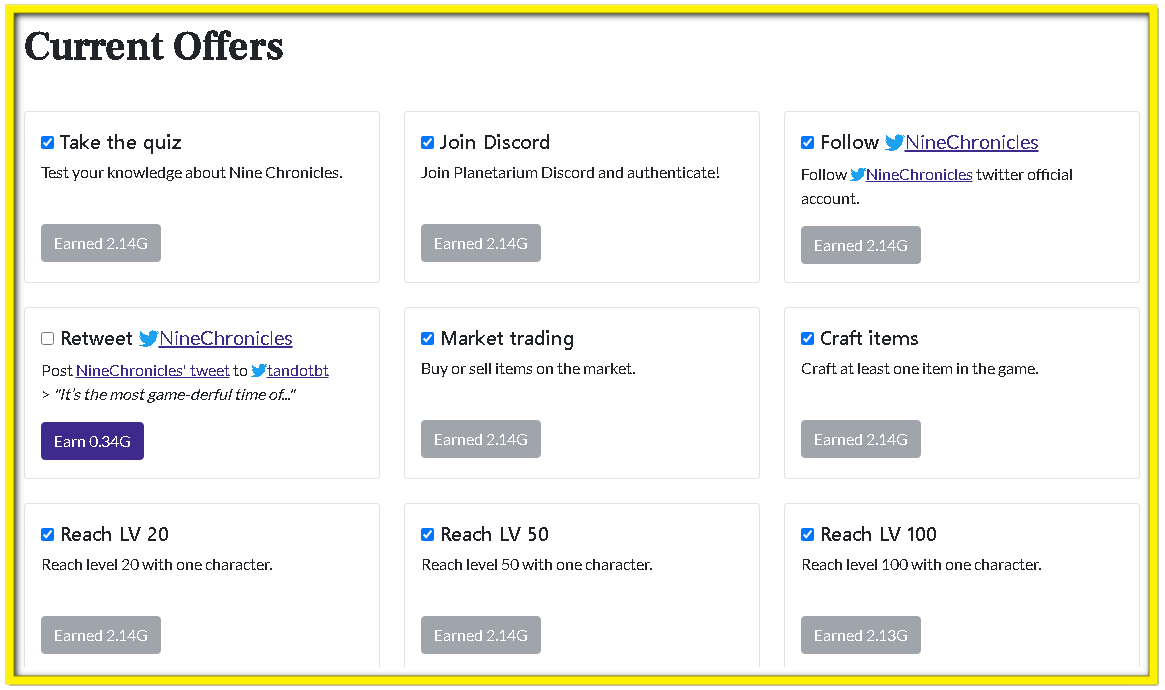 Current Offers
Take the quiz
Test your knowledge about Nine Chronicles.
Earned 2.14G
Join Discord
Join Planetarium Discord and authenticate!
Earned 2.14G
Follow NineChronicles
Follow NineChronicles twitter official
account.
Earned 2.14G
Retweet NineChronicles
Post NineChronicles' tweet to tandotbt
> "It's the most game-derful time of..."
Earn 0.34G
Market trading
Buy or sell items on the market.
Earned 2.14G
Craft items
Craft at least one item in the game.
Earned 2.14G
Reach LV 20
Reach level 20 with one character.
Earned 2.14G
Reach LV 50
Reach level 50 with one character.
Earned 2.14G
Reach LV 100
Reach level 100 with one character.
Earned 2.13G